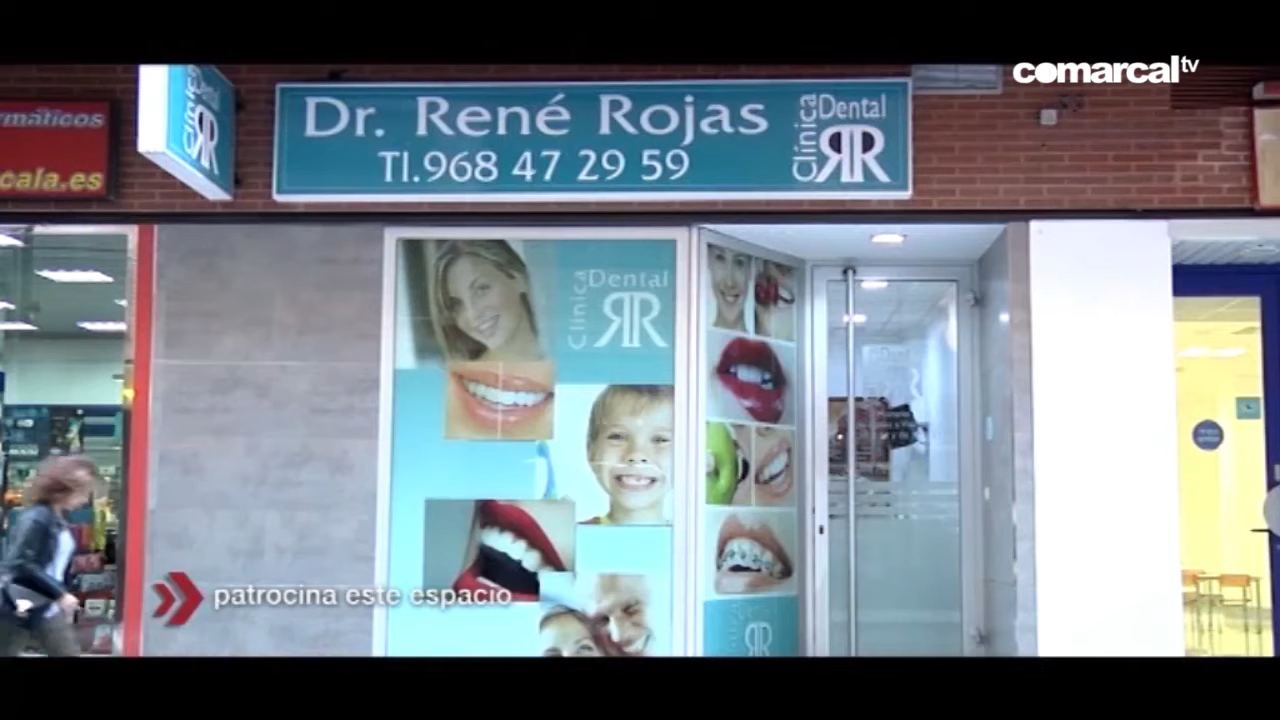 comarcal tv
rmáticos
cala.es
Clínica Dental
RR
Dr. René Rojas
Tl.968 47 29 59
Clínica Dental
RR
Clínica Dental
RR
patrocina este espacio
RR